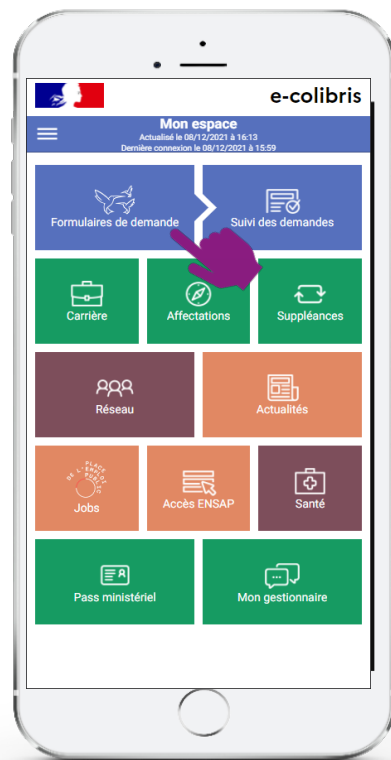 e-colibris
Mon espace
Actualisé le 08/12/2021 à 16:13
Dernière connexion le 08/12/2021 à 15:59
Formulaires de demande
Suivi des demandes
Carrière
Affectations
Suppléances
Réseau
Actualités
PLACE
DE L'EMPLOI
PUBLIC
Jobs
Accès ENSAP
Santé
Pass ministériel
Mon gestionnaire